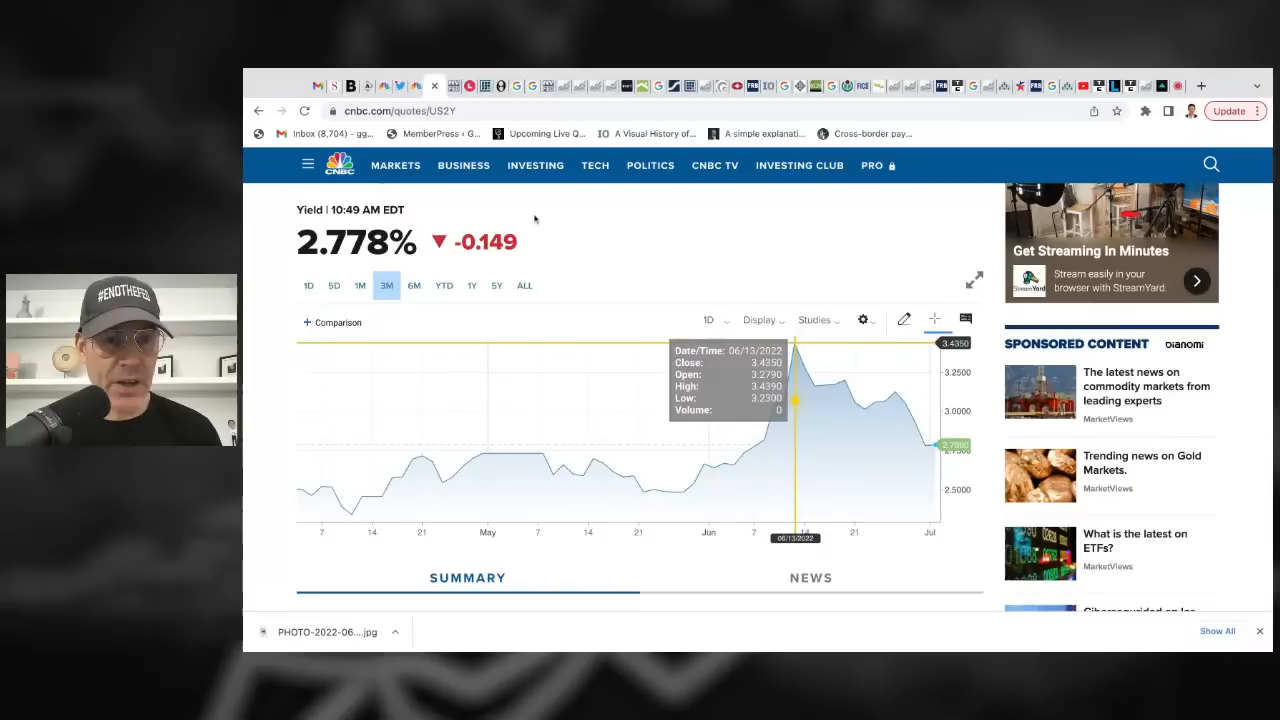 cnbc.com/quotes/US2Y
Update
Inbox (8,704) - gg...
MemberPress ‹ G...
Upcoming Live Q...
A Visual History of...
A simple explanati...
Cross-border pay...
CNBC
MARKETS
BUSINESS
INVESTING
TECH
POLITICS
CNBC TV
INVESTING CLUB
PRO
Yield | 10:49 AM EDT
2.778% ▼ -0.149
1D 5D 1M 3M 6M YTD 1Y 5Y ALL
+ Comparison
1D Display Studies
Date/Time: 06/13/2022
Close: 3.4350
Open: 3.2790
High: 3.4390
Low: 3.2300
Volume: 0
3.4350
3.2500
3.0000
2.5000
7 14 21 May 7 14 21 Jun 7 14 21 Jul
06/13/2022
SUMMARY
NEWS
Get Streaming In Minutes
StreamYard
Stream easily in your
browser with StreamYard.
SPONSORED CONTENT
Dianomi
The latest news on
commodity markets from
leading experts
MarketViews
Trending news on Gold
Markets.
MarketViews
What is the latest on
ETFs?
MarketViews
#ENDTHEFED
PHOTO-2022-06....jpg
Show All